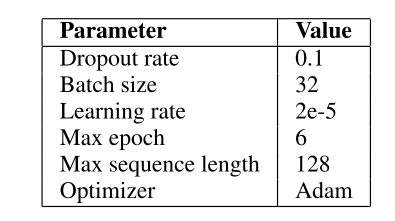 Parameter Value
Dropout rate 0.1
Batch size 32
Learning rate 2e-5
Max epoch 6
Max sequence length 128
Optimizer Adam